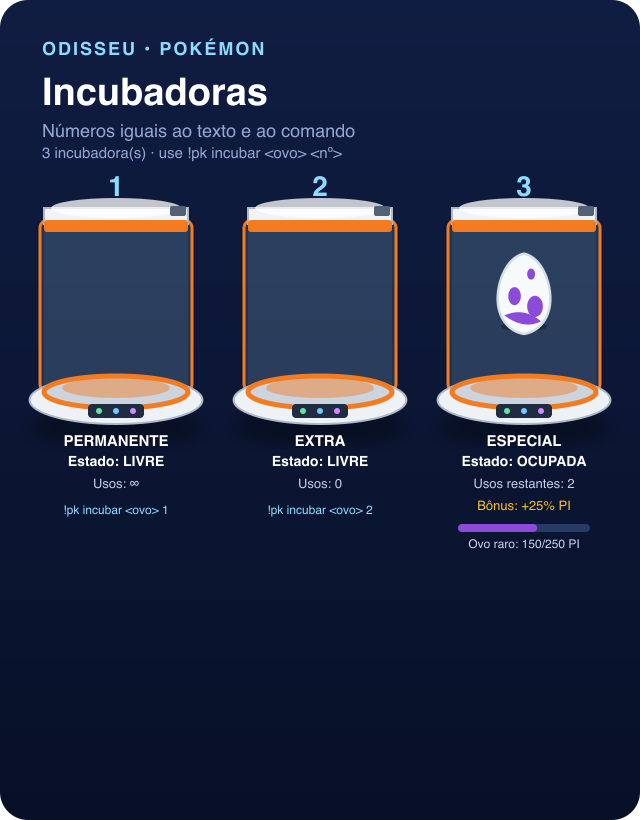 ODISSEU • POKÉMON
Incubadoras
Números iguais ao texto e ao comando
3 incubadora(s) · use !pk incubar <ovo> <nº>
1 2 3
PERMANENTE EXTRA ESPECIAL
Estado: LIVRE Estado: LIVRE Estado: OCUPADA
Usos: ∞ Usos: 0 Usos restantes: 2
Bônus: +25% PI
!pk incubar <ovo> 1 !pk incubar <ovo> 2
Ovo raro: 150/250 PI